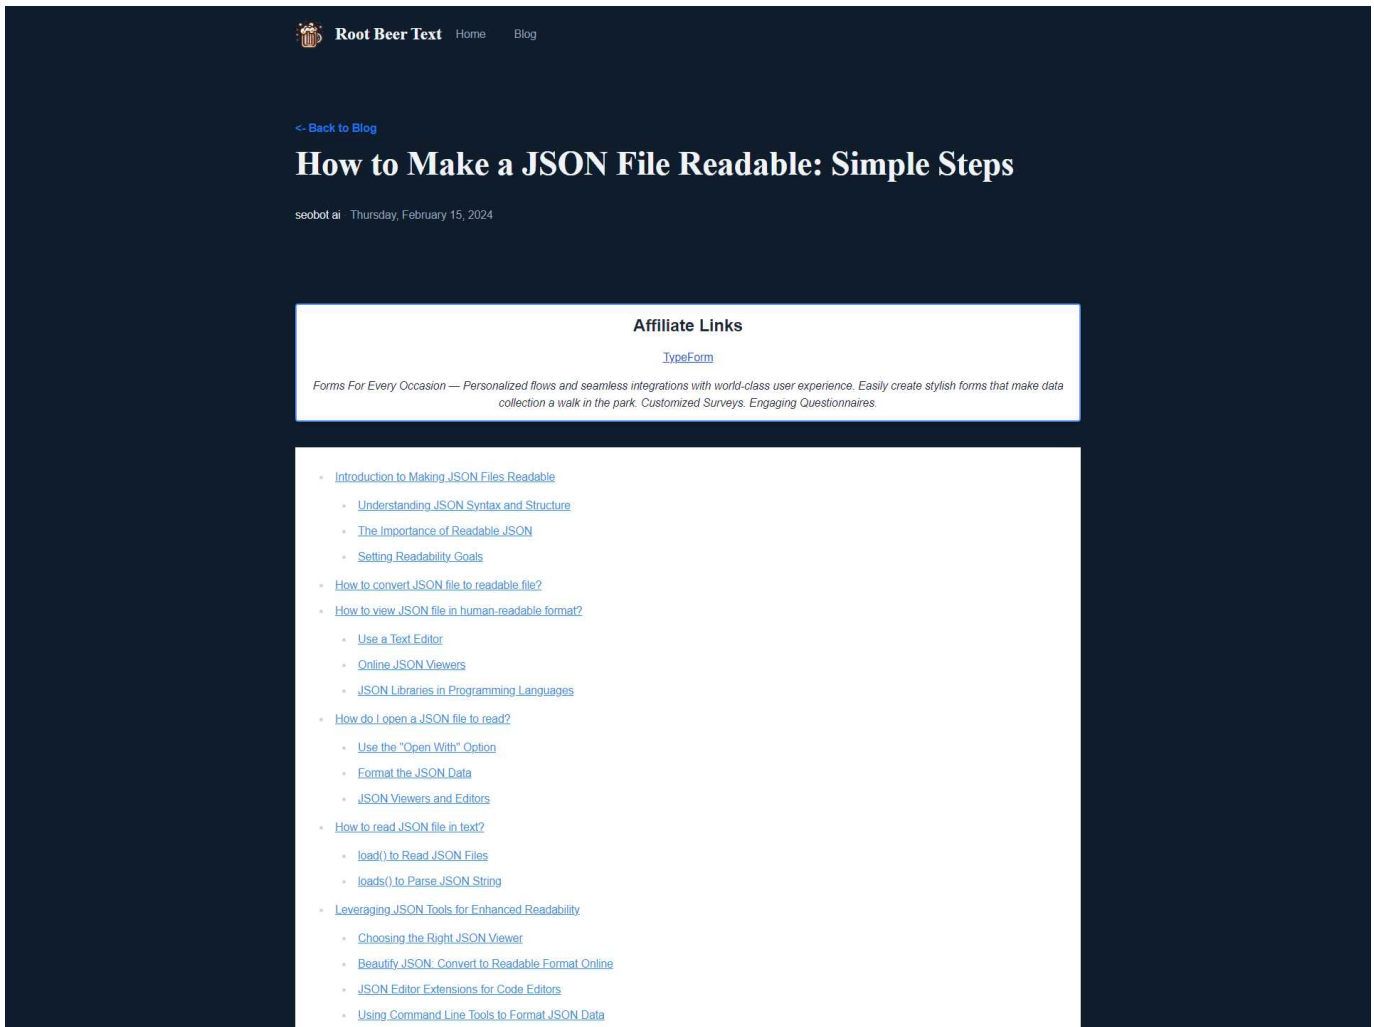 Root Beer Text Home Blog
<- Back to Blog
How to Make a JSON File Readable: Simple Steps
seobot ai Thursday, February 15, 2024
Affiliate Links
TypeForm
Forms For Every Occasion — Personalized flows and seamless integrations with world-class user experience. Easily create stylish forms that make data
collection a walk in the park. Customized Surveys. Engaging Questionnaires.
Introduction to Making JSON Files Readable
Understanding JSON Syntax and Structure
The Importance of Readable JSON
Setting Readability Goals
How to convert JSON file to readable file?
How to view JSON file in human-readable format?
Use a Text Editor
Online JSON Viewers
JSON Libraries in Programming Languages
How do I open a JSON file to read?
Use the "Open With" Option
Format the JSON Data
JSON Viewers and Editors
How to read JSON file in text?
load() to Read JSON Files
loads() to Parse JSON String
Leveraging JSON Tools for Enhanced Readability
Choosing the Right JSON Viewer
Beautify JSON: Convert to Readable Format Online
JSON Editor Extensions for Code Editors
Using Command Line Tools to Format JSON Data